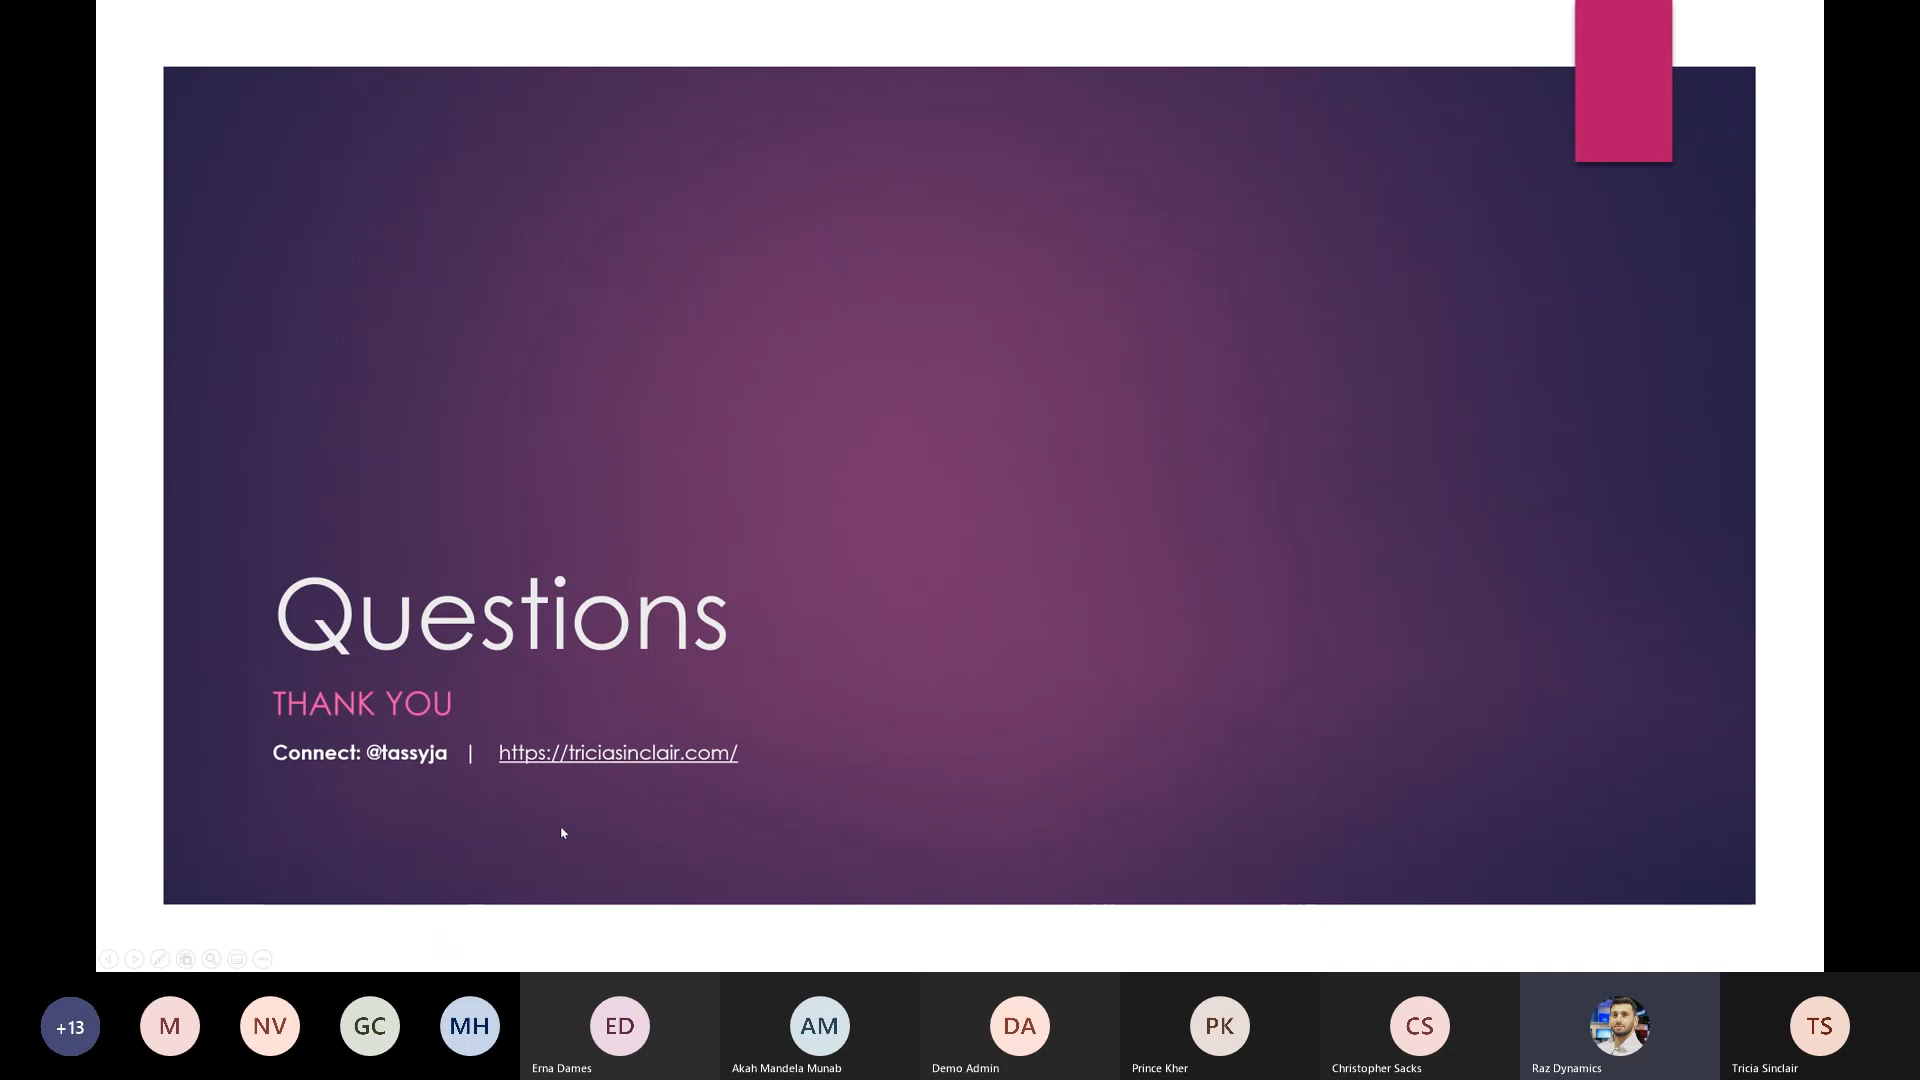 Questions
THANK YOU
Connect: @tassyja | https://triciasinclair.com/
+13
M
NV
GC
MH
ED
AM
DA
PK
CS
TS
Erna Dames
Akah Mandela Munab
Demo Admin
Prince Kher
Christopher Sacks
Raz Dynamics
Tricia Sinclair